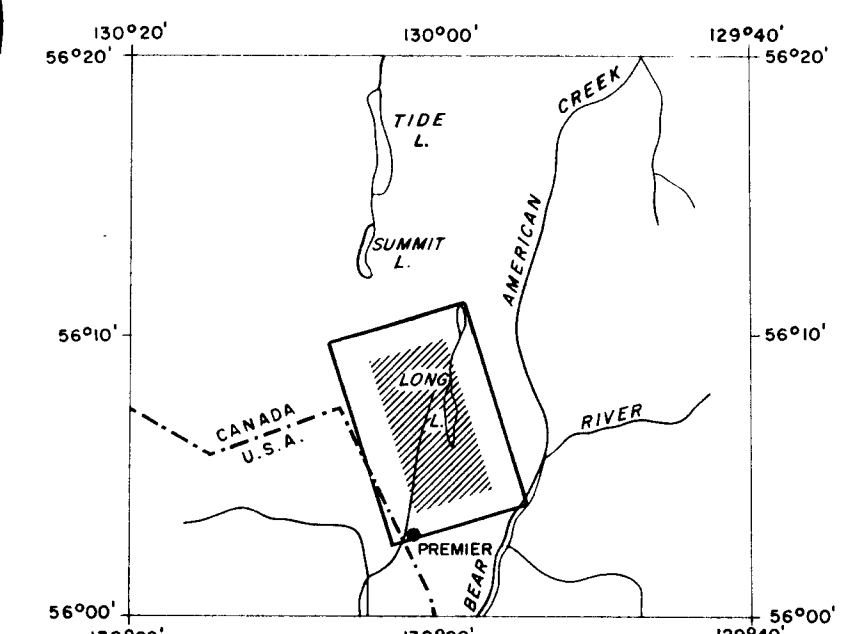 130°20' 130°00' 129°40'
56°20' 56°20'
CREEK
TIDE
L.
AMERICAN
SUMMIT
L.
56°10' 56°10'
LONG
L.
CANADA
U.S.A.
RIVER
PREMIER
BEAR
56°00' 56°00'